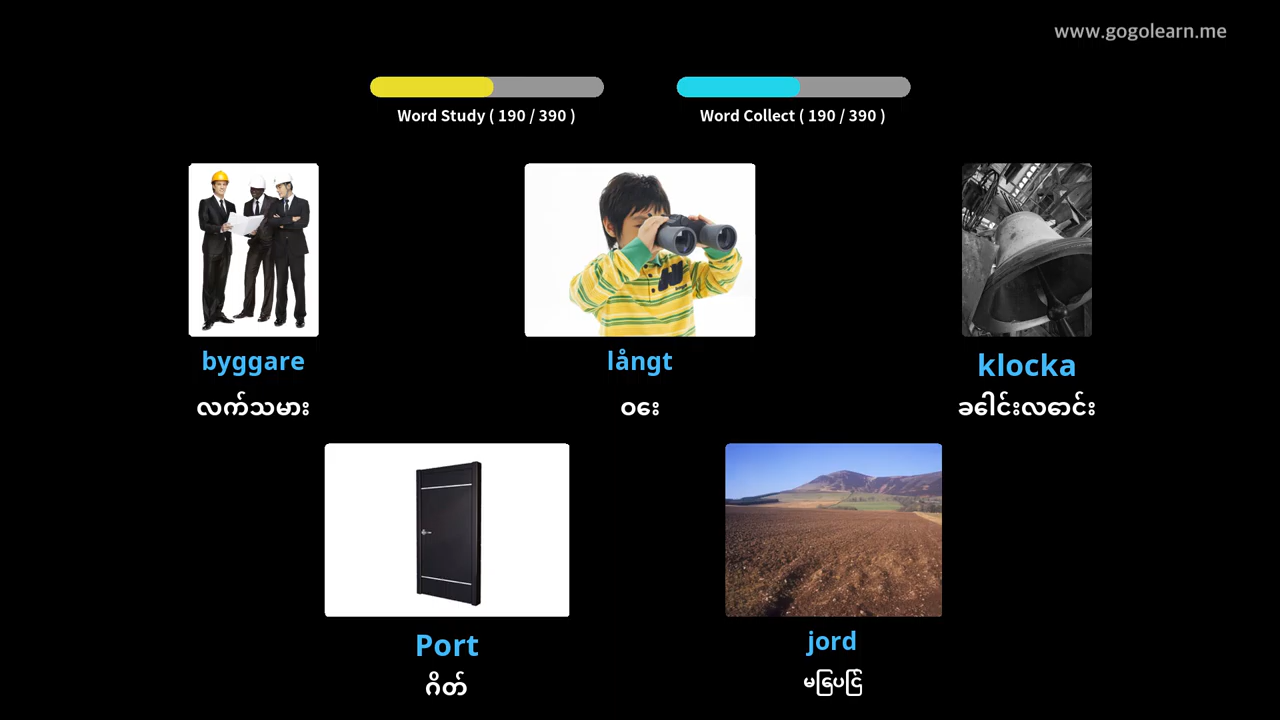 www.gogolearn.me
Word Study ( 190 / 390 )
Word Collect ( 190 / 390 )
byggare
လက်သမား
långt
ဝေး
klocka
ခေါင်းလောင်း
Port
ဂိတ်
jord
မြေပြင်